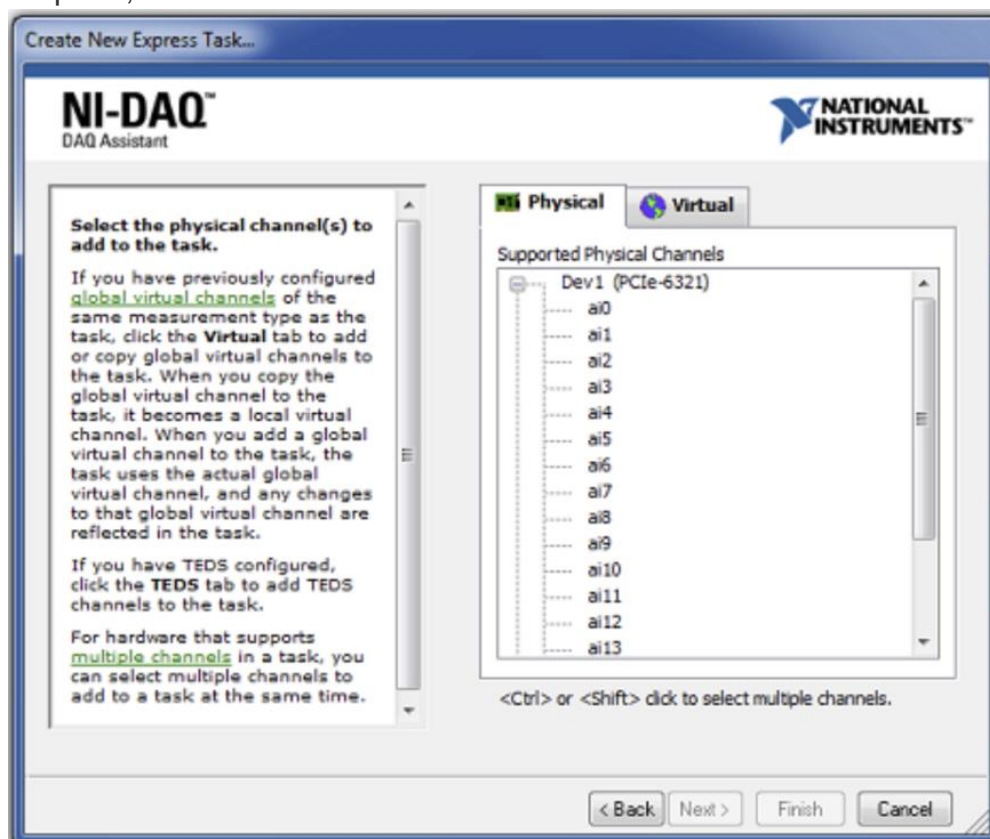 Create New Express Task...
NI-DAQ™
DAQ Assistant
NATIONAL
INSTRUMENTS™
Select the physical channel(s) to
add to the task.
If you have previously configured
global virtual channels of the
same measurement type as the
task, click the Virtual tab to add
or copy global virtual channels to
the task. When you copy the
global virtual channel to the
task, it becomes a local virtual
channel. When you add a global
virtual channel to the task, the
task uses the actual global
virtual channel, and any changes
to that global virtual channel are
reflected in the task.
If you have TEDS configured,
click the TEDS tab to add TEDS
channels to the task.
For hardware that supports
multiple channels in a task, you
can select multiple channels to
add to a task at the same time.
Physical
Virtual
Supported Physical Channels
Dev1 (PCIe-6321)
ai0
ai1
ai2
ai3
ai4
ai5
ai6
ai7
ai8
ai9
ai10
ai11
ai12
ai13
<Ctrl> or <Shift> click to select multiple channels.
< Back
Next >
Finish
Cancel